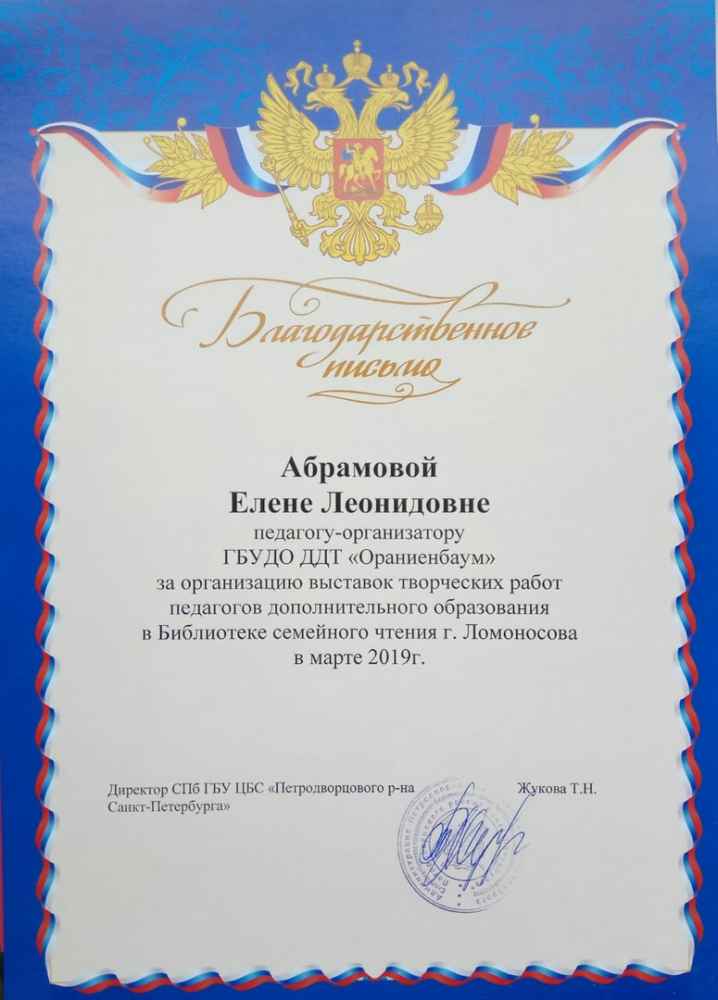 Благодарственное
письмо
Абрамовой
Елене Леонидовне
педагогу-организатору
ГБУДО ДДТ «Ораниенбаум»
за организацию выставок творческих работ
педагогов дополнительного образования
в Библиотеке семейного чтения г. Ломоносова
в марте 2019г.
Директор СПб ГБУ ЦБС «Петродворцового р-на
Санкт-Петербурга»
Жукова Т.Н.